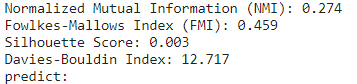 Normalized Mutual Information (NMI): 0.274
Fowlkes-Mallows Index (FMI): 0.459
Silhouette Score: 0.003
Davies-Bouldin Index: 12.717
predict: